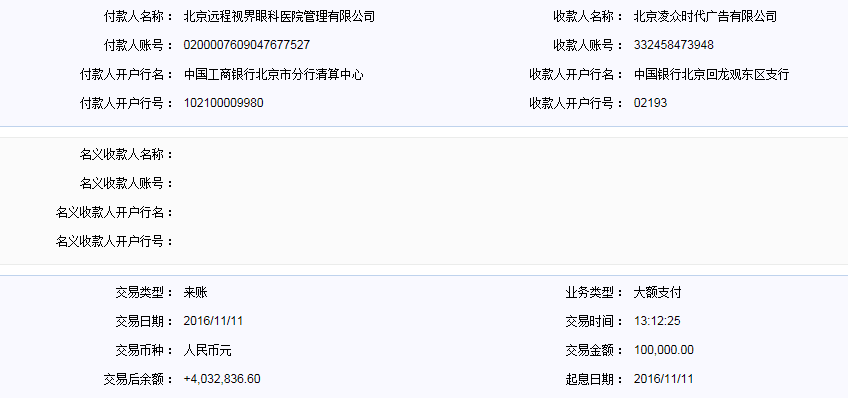 付款人名称： 北京远程视界眼科医院管理有限公司 收款人名称： 北京凌众时代广告有限公司
付款人账号： 0200007609047677527 收款人账号： 332458473948
付款人开户行名： 中国工商银行北京市分行清算中心 收款人开户行名： 中国银行北京回龙观东区支行
付款人开户行号： 102100009980 收款人开户行号： 02193
名义收款人名称：
名义收款人账号：
名义收款人开户行名：
名义收款人开户行号：
交易类型： 来账 业务类型： 大额支付
交易日期： 2016/11/11 交易时间： 13:12:25
交易币种： 人民币元 交易金额： 100,000.00
交易后余额： +4,032,836.60 起息日期： 2016/11/11